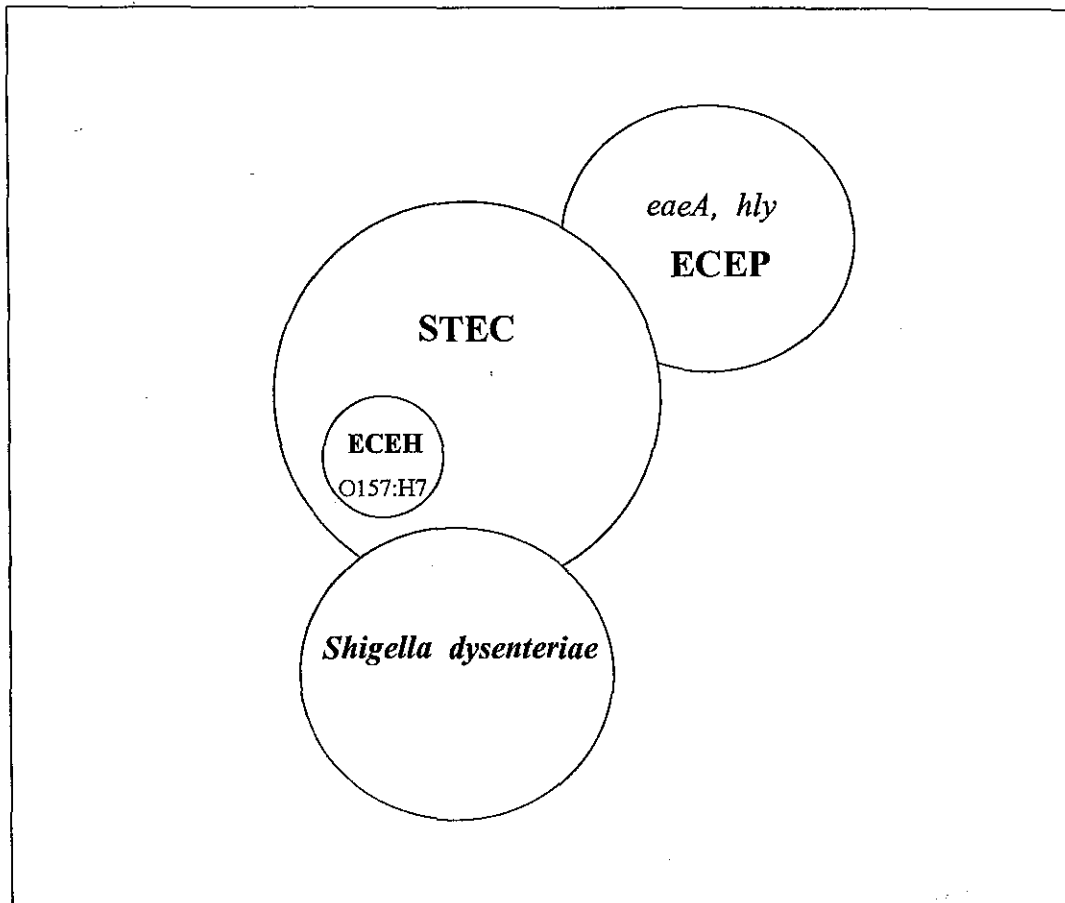 eaeA, hly
ECEP
STEC
ECEH
O157:H7
Shigella dysenteriae